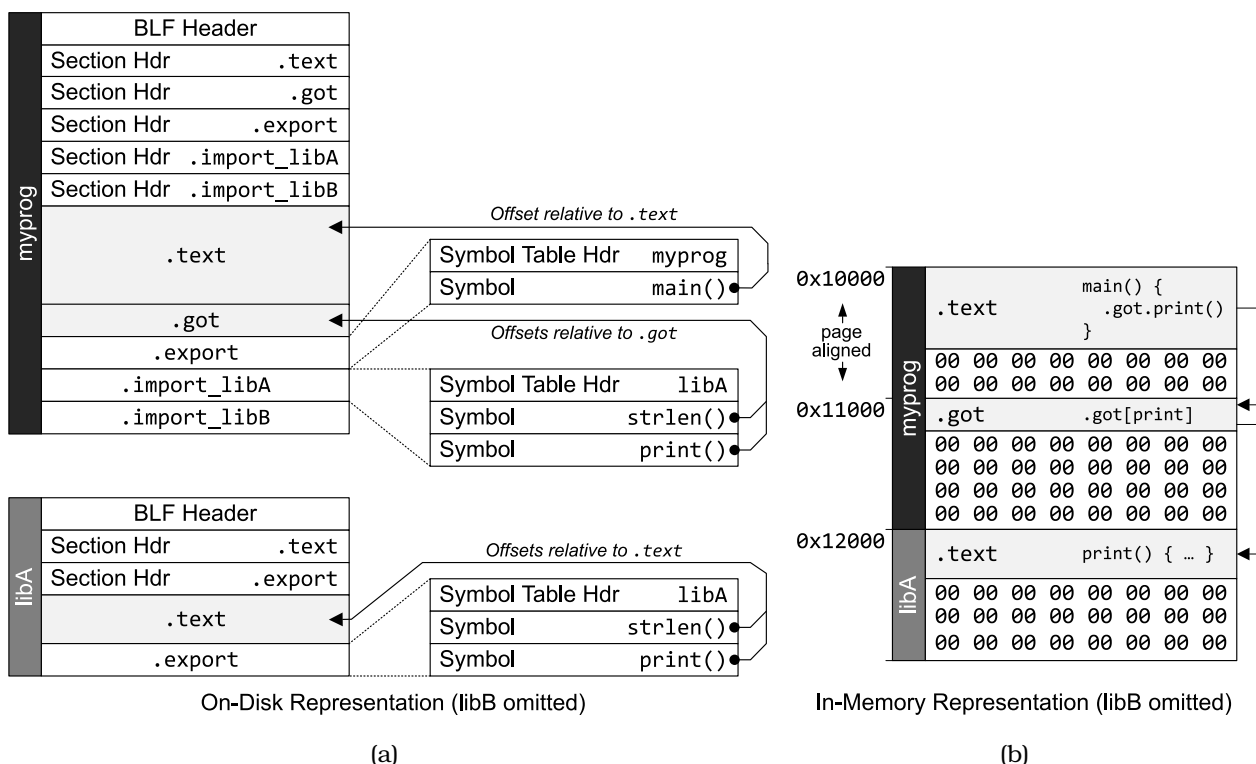 myprog
BLF Header
Section Hdr .text
Section Hdr .got
Section Hdr .export
Section Hdr .import_libA
Section Hdr .import_libB
.text
.got
.export
.import_libA
.import_libB
Offset relative to .text
Symbol Table Hdr myprog
Symbol main()
Offsets relative to .got
Symbol Table Hdr libA
Symbol strlen()
Symbol print()
libA
BLF Header
Section Hdr .text
Section Hdr .export
.text
.export
Offsets relative to .text
Symbol Table Hdr libA
Symbol strlen()
Symbol print()
On-Disk Representation (libB omitted)
(a)
0x10000
page
aligned
0x11000
0x12000
myprog
.text
main() {
.got.print()
}
00 00 00 00 00 00 00 00
00 00 00 00 00 00 00 00
.got .got[print]
00 00 00 00 00 00 00 00
00 00 00 00 00 00 00 00
00 00 00 00 00 00 00 00
00 00 00 00 00 00 00 00
libA
.text print() { … }
00 00 00 00 00 00 00 00
00 00 00 00 00 00 00 00
00 00 00 00 00 00 00 00
In-Memory Representation (libB omitted)
(b)